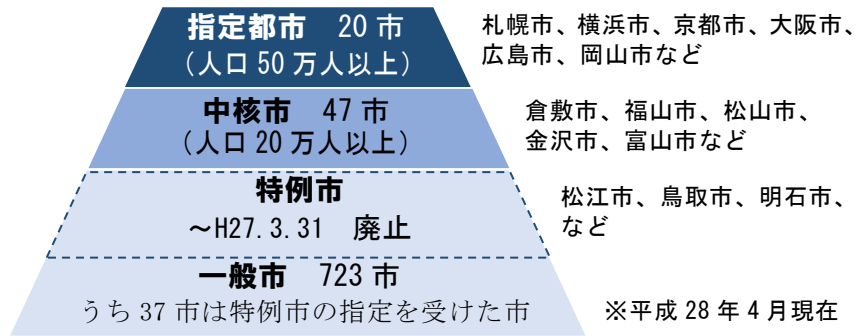 指定都市　20 市
（人口 50 万人以上）
札幌市、横浜市、京都市、大阪市、
広島市、岡山市など
中核市　47 市
（人口 20 万人以上）
倉敷市、福山市、松山市、
金沢市、富山市など
特例市
～H27.3.31　廃止
松江市、鳥取市、明石市、
など
一般市　723 市
うち 37 市は特例市の指定を受けた市
※平成 28 年 4 月現在